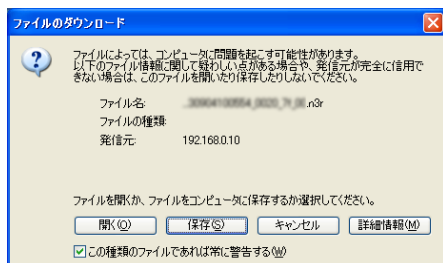 ファイルのダウンロード
ファイルによっては、コンピュータに問題を起こす可能性があります。
以下のファイル情報に関して疑わしい点がある場合や、発信元が完全に信用で
きない場合は、このファイルを開いたり保存したりしないでください。
ファイル名: .n3r
ファイルの種類:
発信元: 192.168.0.10
ファイルを開くか、ファイルをコンピュータに保存するか選択してください。
開く(O) 保存(S) キャンセル 詳細情報(M)
この種類のファイルであれば常に警告する(W)